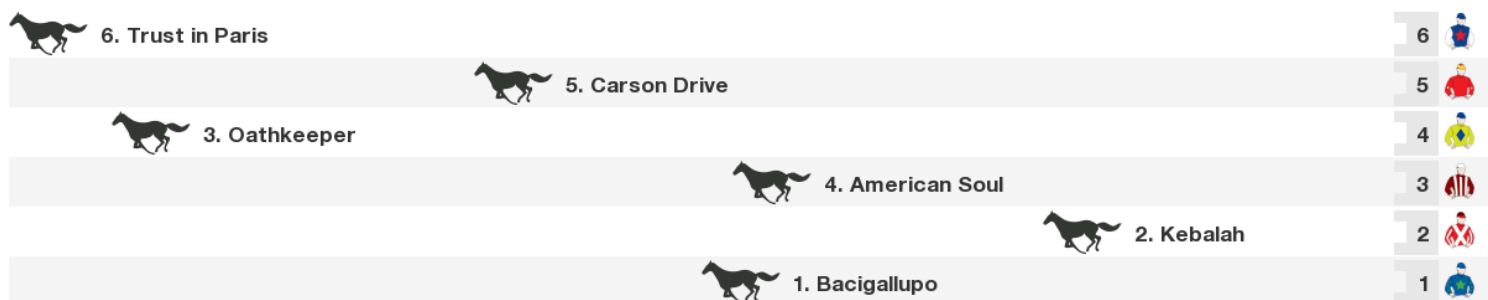 6. Trust in Paris 6
5. Carson Drive 5
3. Oathkeeper 4
4. American Soul 3
2. Kebalah 2
1. Bacigallupo 1